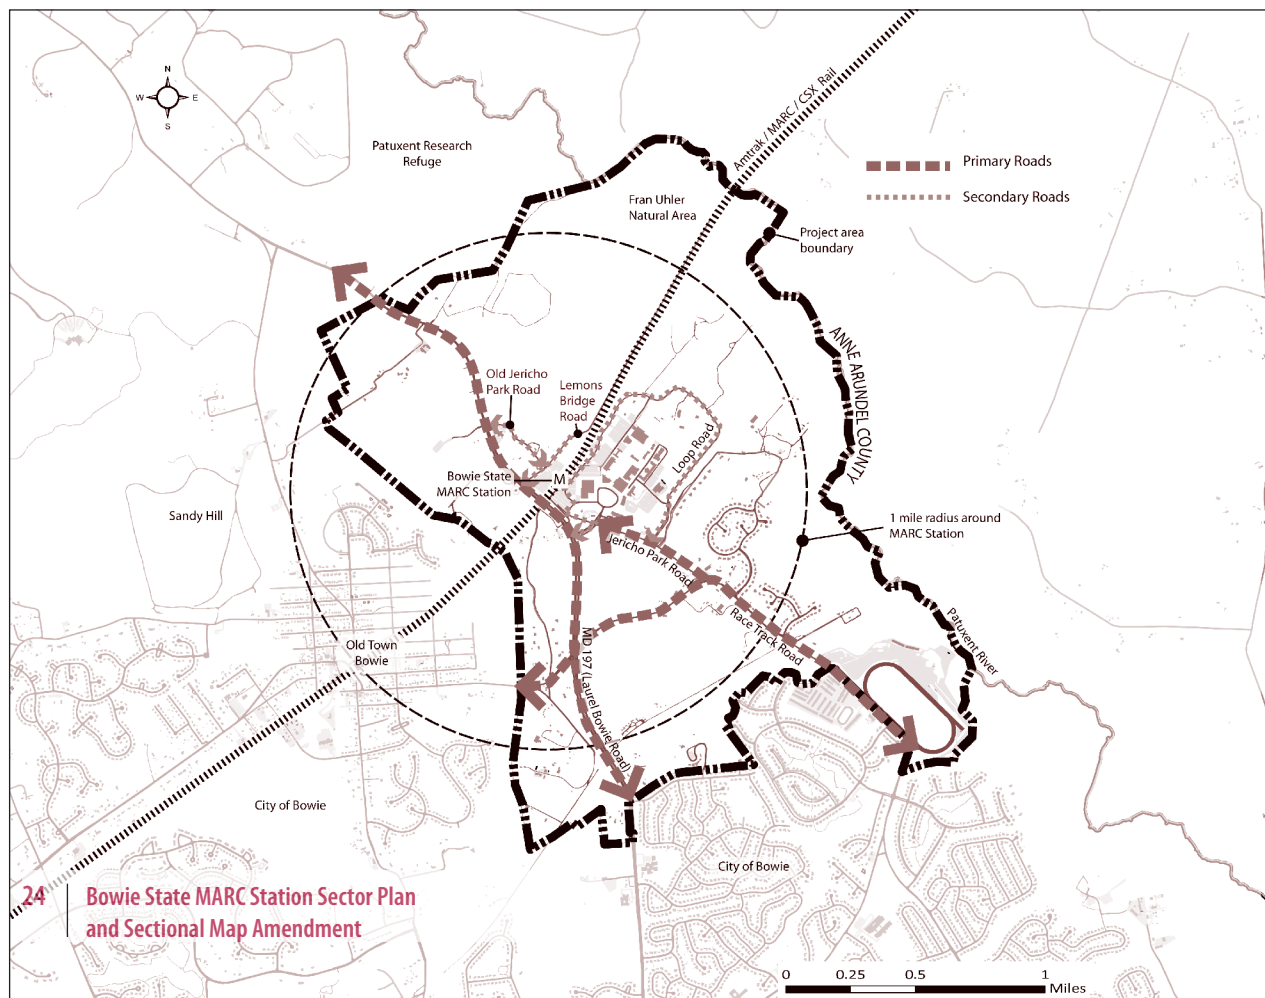 N
W
E
S
Patuxent Research
Refuge
Amtrak / MARC / CSX Rail
Primary Roads
Secondary Roads
Fran Uhler
Natural Area
Project area
boundary
ANNE ARUNDEL COUNTY
Old Jericho
Park Road
Lemons
Bridge
Road
Loop Road
Bowie State
MARC Station
M
Sandy Hill
1 mile radius around
MARC Station
Jericho Park Road
Race Track Road
Patuxent River
Old Town
Bowie
MD 197 (Laurel Bowie Road)
City of Bowie
City of Bowie
24
Bowie State MARC Station Sector Plan
and Sectional Map Amendment
0
0.25
0.5
1
Miles